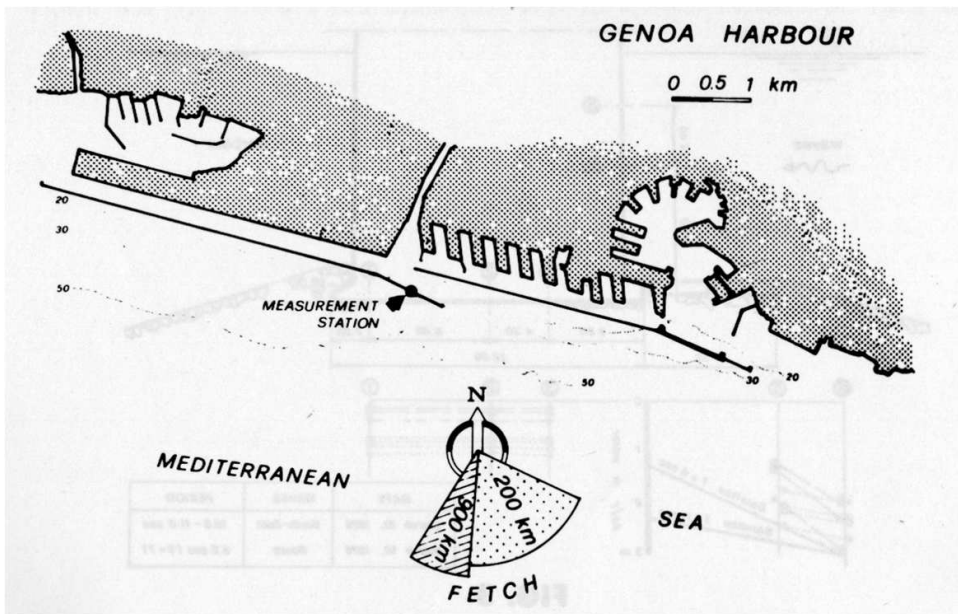 GENOA HARBOUR
0 0.5 1 km
20
30
50
MEASUREMENT
STATION
50
30
20
N
MEDITERRANEAN
900 km
200 km
SEA
FETCH